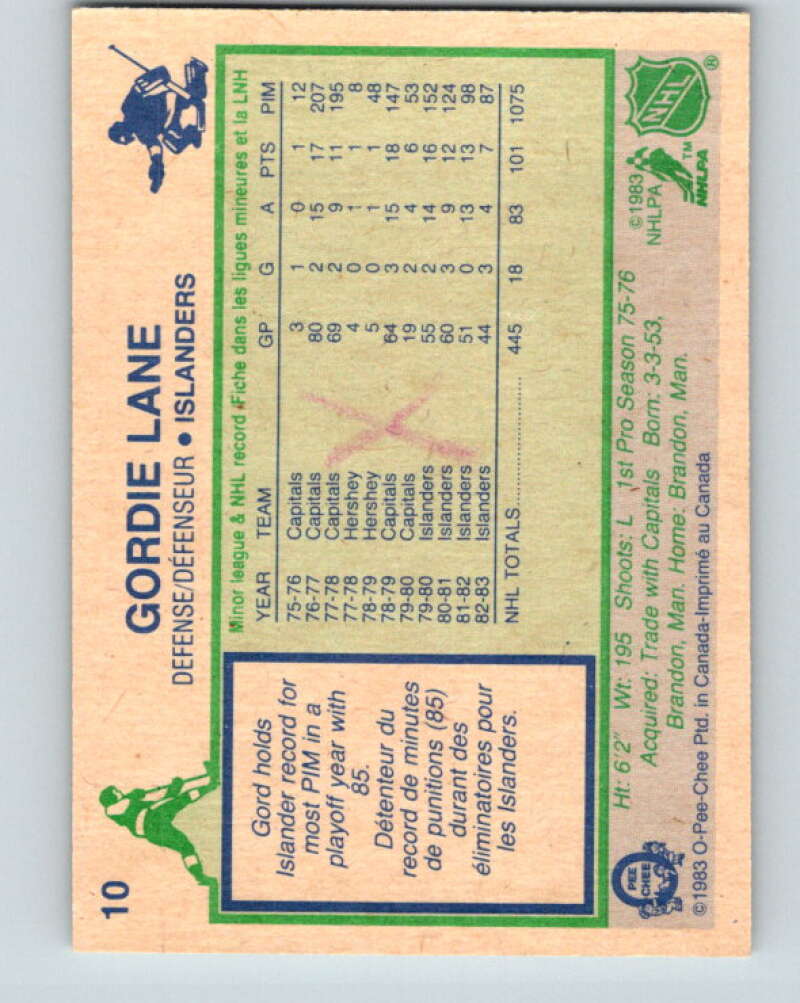 10
GORDIE LANE
DEFENSE/DÉFENSEUR • ISLANDERS
Gord holds
Islander record for
most PIM in a
playoff year with
85.
Détenteur du
record de minutes
de punitions (85)
durant des
éliminatoires pour
les Islanders.
Minor league & NHL record/Fiche dans les ligues mineures et la LNH
YEAR TEAM GP G A PTS PIM
75-76 Capitals 3 1 0 1 12
76-77 Capitals 80 2 15 17 207
77-78 Capitals 69 2 9 11 195
77-78 Hershey 4 0 1 1 8
78-79 Hershey 5 0 1 1 48
78-79 Capitals 64 3 15 18 147
79-80 Capitals 19 2 4 6 53
79-80 Islanders 55 2 14 16 152
80-81 Islanders 60 3 9 12 124
81-82 Islanders 51 0 13 13 98
82-83 Islanders 44 3 4 7 87
NHL TOTALS.................... 445 18 83 101 1075
Ht: 6'2" Wt: 195 Shoots: L 1st Pro Season 75-76
Acquired: Trade with Capitals Born: 3-3-53,
Brandon, Man. Home: Brandon, Man.
©1983
NHLPA
NHLPA
TM
NHL
®
O
PEE
CHEE
©1983 O-Pee-Chee Ptd. in Canada-Imprimé au Canada